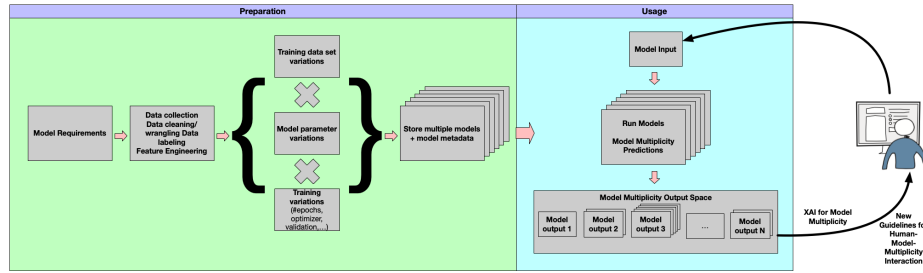 Preparation
Usage
Model Requirements
Data collection
Data cleaning/
wrangling Data
labeling
Feature Engineering
Training data set
variations
Model parameter
variations
Training
variations
(#epochs,
optimizer,
validation,...)
Store multiple models
+ model metadata
Model Input
Run Models
Model Multiplicity
Predictions
Model Multiplicity Output Space
Model
output 1
Model
output 2
Model
output 3
...
Model
output N
XAI for Model
Multiplicity
New
Guidelines fo
Human-
Model-
Multiplicity
Interaction